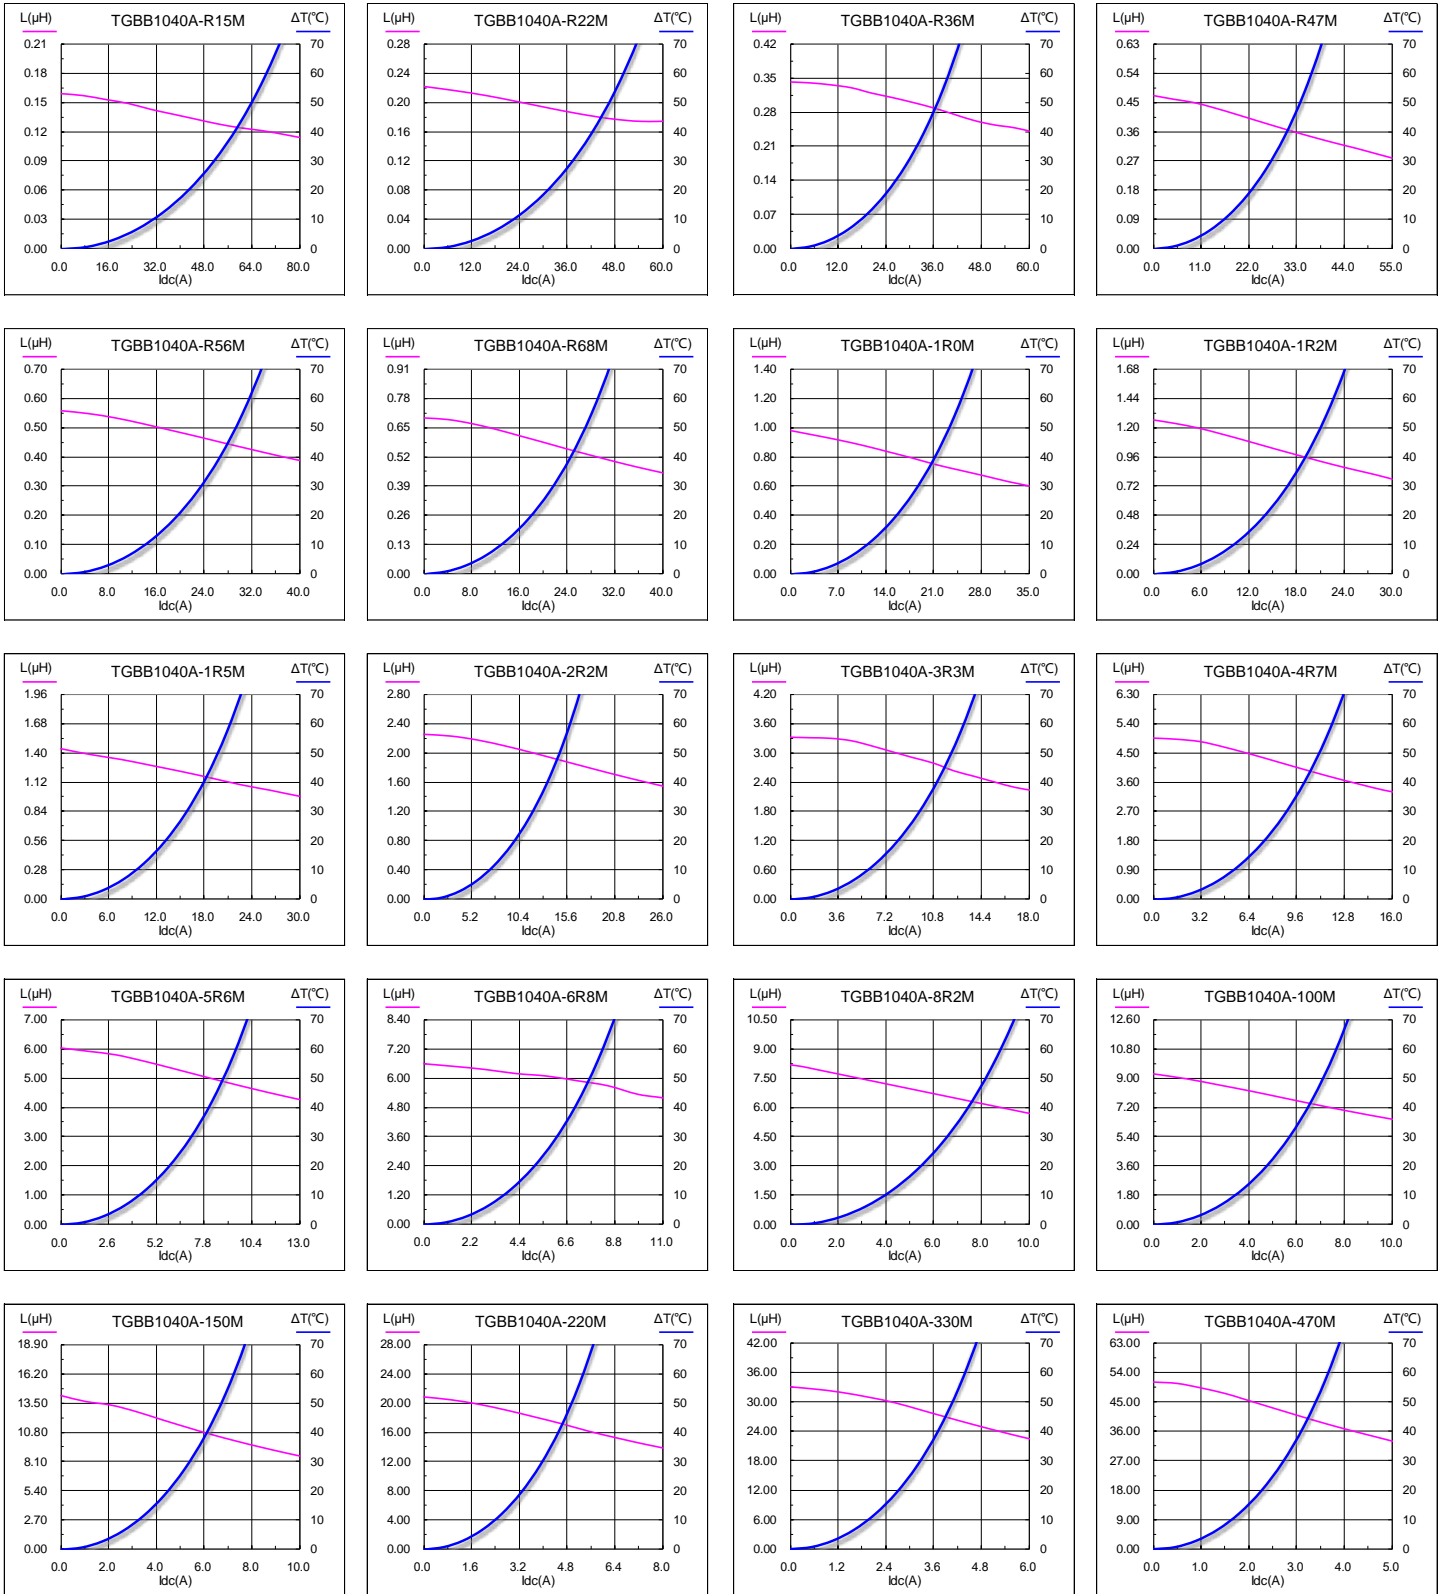 L(μH) TGBB1040A-R15M ΔT(℃)
0.21 0.18 0.15 0.12 0.09 0.06 0.03 0.00
70 60 50 40 30 20 10 0
0.0 16.0 32.0 48.0 64.0 80.0
Idc(A)
L(μH) TGBB1040A-R22M ΔT(℃)
0.28 0.24 0.20 0.16 0.12 0.08 0.04 0.00
70 60 50 40 30 20 10 0
0.0 12.0 24.0 36.0 48.0 60.0
Idc(A)
L(μH) TGBB1040A-R36M ΔT(℃)
0.42 0.35 0.28 0.21 0.14 0.07 0.00
70 60 50 40 30 20 10 0
0.0 12.0 24.0 36.0 48.0 60.0
Idc(A)
L(μH) TGBB1040A-R47M ΔT(℃)
0.63 0.54 0.45 0.36 0.27 0.18 0.09 0.00
70 60 50 40 30 20 10 0
0.0 11.0 22.0 33.0 44.0 55.0
Idc(A)
L(μH) TGBB1040A-R56M ΔT(℃)
0.70 0.60 0.50 0.40 0.30 0.20 0.10 0.00
70 60 50 40 30 20 10 0
0.0 8.0 16.0 24.0 32.0 40.0
Idc(A)
L(μH) TGBB1040A-R68M ΔT(℃)
0.91 0.78 0.65 0.52 0.39 0.26 0.13 0.00
70 60 50 40 30 20 10 0
0.0 8.0 16.0 24.0 32.0 40.0
Idc(A)
L(μH) TGBB1040A-1R0M ΔT(℃)
1.40 1.20 1.00 0.80 0.60 0.40 0.20 0.00
70 60 50 40 30 20 10 0
0.0 7.0 14.0 21.0 28.0 35.0
Idc(A)
L(μH) TGBB1040A-1R2M ΔT(℃)
1.68 1.44 1.20 0.96 0.72 0.48 0.24 0.00
70 60 50 40 30 20 10 0
0.0 6.0 12.0 18.0 24.0 30.0
Idc(A)
L(μH) TGBB1040A-1R5M ΔT(℃)
1.96 1.68 1.40 1.12 0.84 0.56 0.28 0.00
70 60 50 40 30 20 10 0
0.0 6.0 12.0 18.0 24.0 30.0
Idc(A)
L(μH) TGBB1040A-2R2M ΔT(℃)
2.80 2.40 2.00 1.60 1.20 0.80 0.40 0.00
70 60 50 40 30 20 10 0
0.0 5.2 10.4 15.6 20.8 26.0
Idc(A)
L(μH) TGBB1040A-3R3M ΔT(℃)
4.20 3.60 3.00 2.40 1.80 1.20 0.60 0.00
70 60 50 40 30 20 10 0
0.0 3.6 7.2 10.8 14.4 18.0
Idc(A)
L(μH) TGBB1040A-4R7M ΔT(℃)
6.30 5.40 4.50 3.60 2.70 1.80 0.90 0.00
70 60 50 40 30 20 10 0
0.0 3.2 6.4 9.6 12.8 16.0
Idc(A)
L(μH) TGBB1040A-5R6M ΔT(℃)
7.00 6.00 5.00 4.00 3.00 2.00 1.00 0.00
70 60 50 40 30 20 10 0
0.0 2.6 5.2 7.8 10.4 13.0
Idc(A)
L(μH) TGBB1040A-6R8M ΔT(℃)
8.40 7.20 6.00 4.80 3.60 2.40 1.20 0.00
70 60 50 40 30 20 10 0
0.0 2.2 4.4 6.6 8.8 11.0
Idc(A)
L(μH) TGBB1040A-8R2M ΔT(℃)
10.50 9.00 7.50 6.00 4.50 3.00 1.50 0.00
70 60 50 40 30 20 10 0
0.0 2.0 4.0 6.0 8.0 10.0
Idc(A)
L(μH) TGBB1040A-100M ΔT(℃)
12.60 10.80 9.00 7.20 5.40 3.60 1.80 0.00
70 60 50 40 30 20 10 0
0.0 2.0 4.0 6.0 8.0 10.0
Idc(A)
L(μH) TGBB1040A-150M ΔT(℃)
18.90 16.20 13.50 10.80 8.10 5.40 2.70 0.00
70 60 50 40 30 20 10 0
0.0 2.0 4.0 6.0 8.0 10.0
Idc(A)
L(μH) TGBB1040A-220M ΔT(℃)
28.00 24.00 20.00 16.00 12.00 8.00 4.00 0.00
70 60 50 40 30 20 10 0
0.0 1.6 3.2 4.8 6.4 8.0
Idc(A)
L(μH) TGBB1040A-330M ΔT(℃)
42.00 36.00 30.00 24.00 18.00 12.00 6.00 0.00
70 60 50 40 30 20 10 0
0.0 1.2 2.4 3.6 4.8 6.0
Idc(A)
L(μH) TGBB1040A-470M ΔT(℃)
63.00 54.00 45.00 36.00 27.00 18.00 9.00 0.00
70 60 50 40 30 20 10 0
0.0 1.0 2.0 3.0 4.0 5.0
Idc(A)